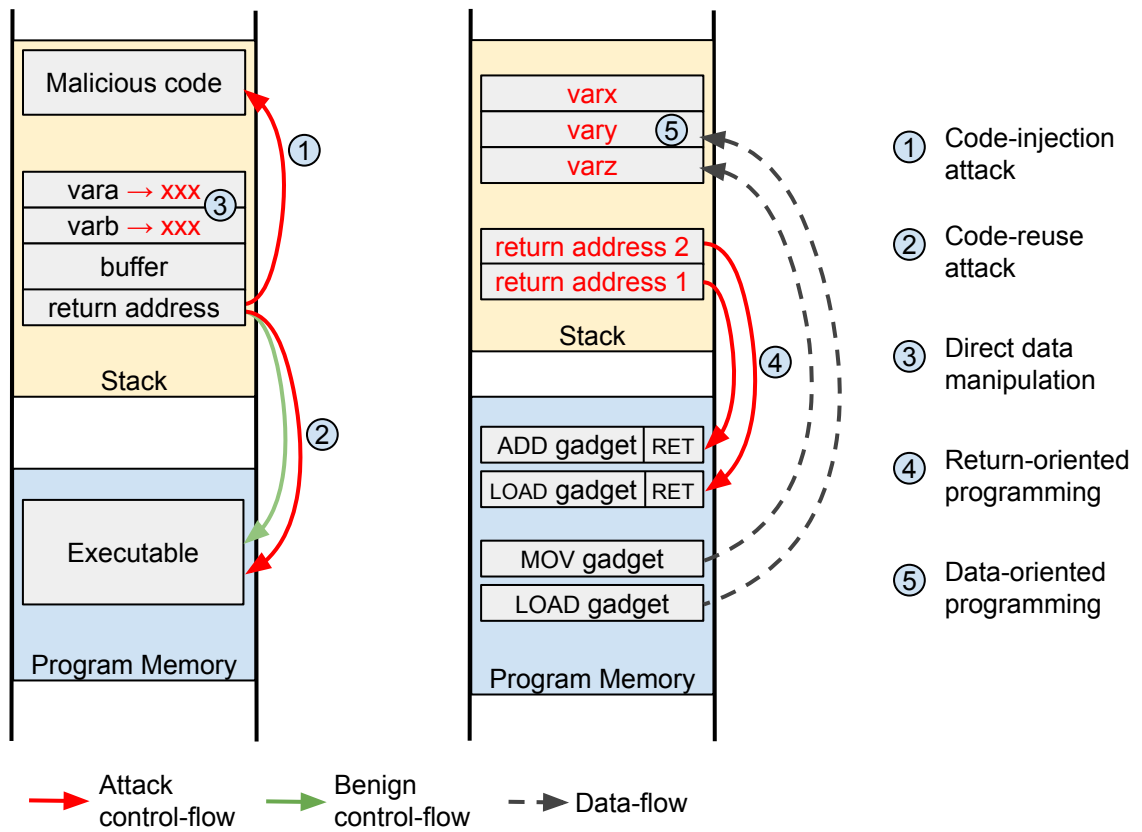 Malicious code
1
vara → xxx
3
varb → xxx
buffer
return address
Stack
2
Executable
Program Memory
varx
vary
5
varz
return address 2
return address 1
Stack
4
ADD gadget
RET
LOAD gadget
RET
MOV gadget
LOAD gadget
Program Memory
1
Code-injection
attack
2
Code-reuse
attack
3
Direct data
manipulation
4
Return-oriented
programming
5
Data-oriented
programming
Attack
control-flow
Benign
control-flow
Data-flow